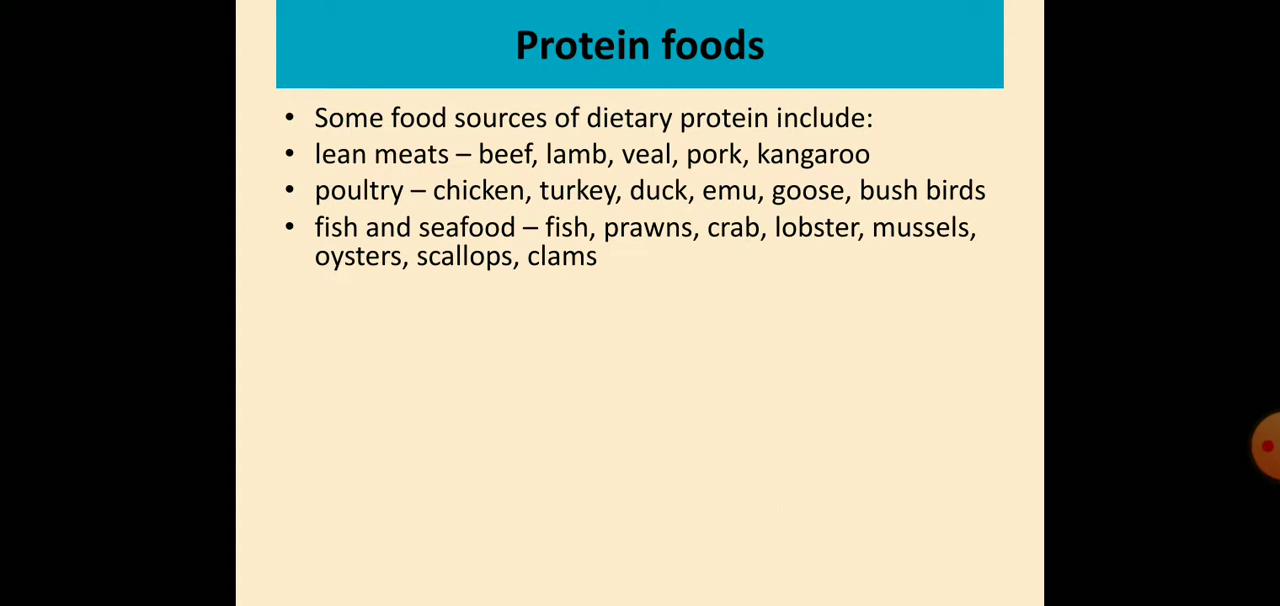 Protein foods
• Some food sources of dietary protein include:
• lean meats – beef, lamb, veal, pork, kangaroo
• poultry – chicken, turkey, duck, emu, goose, bush birds
• fish and seafood – fish, prawns, crab, lobster, mussels,
oysters, scallops, clams